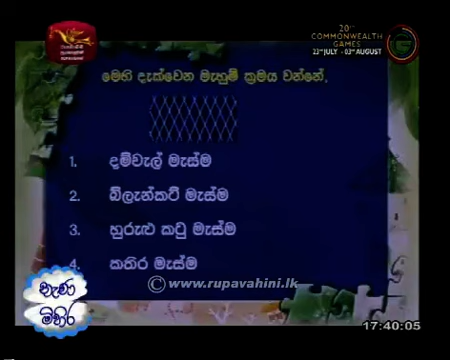 20th
COMMONWEALTH
GAMES
23rd JULY - 03rd AUGUST
මෙහි දැක්වෙන මැහුම් ක්‍රමය වන්නේ,
1. දම්වැල් මැස්ම
2. බ්ලැන්කට් මැස්ම
3. හුරුළු කටු මැස්ම
4. කතිර මැස්ම
© www.rupavahini.lk
නැණ
මිහිර
17:40:05